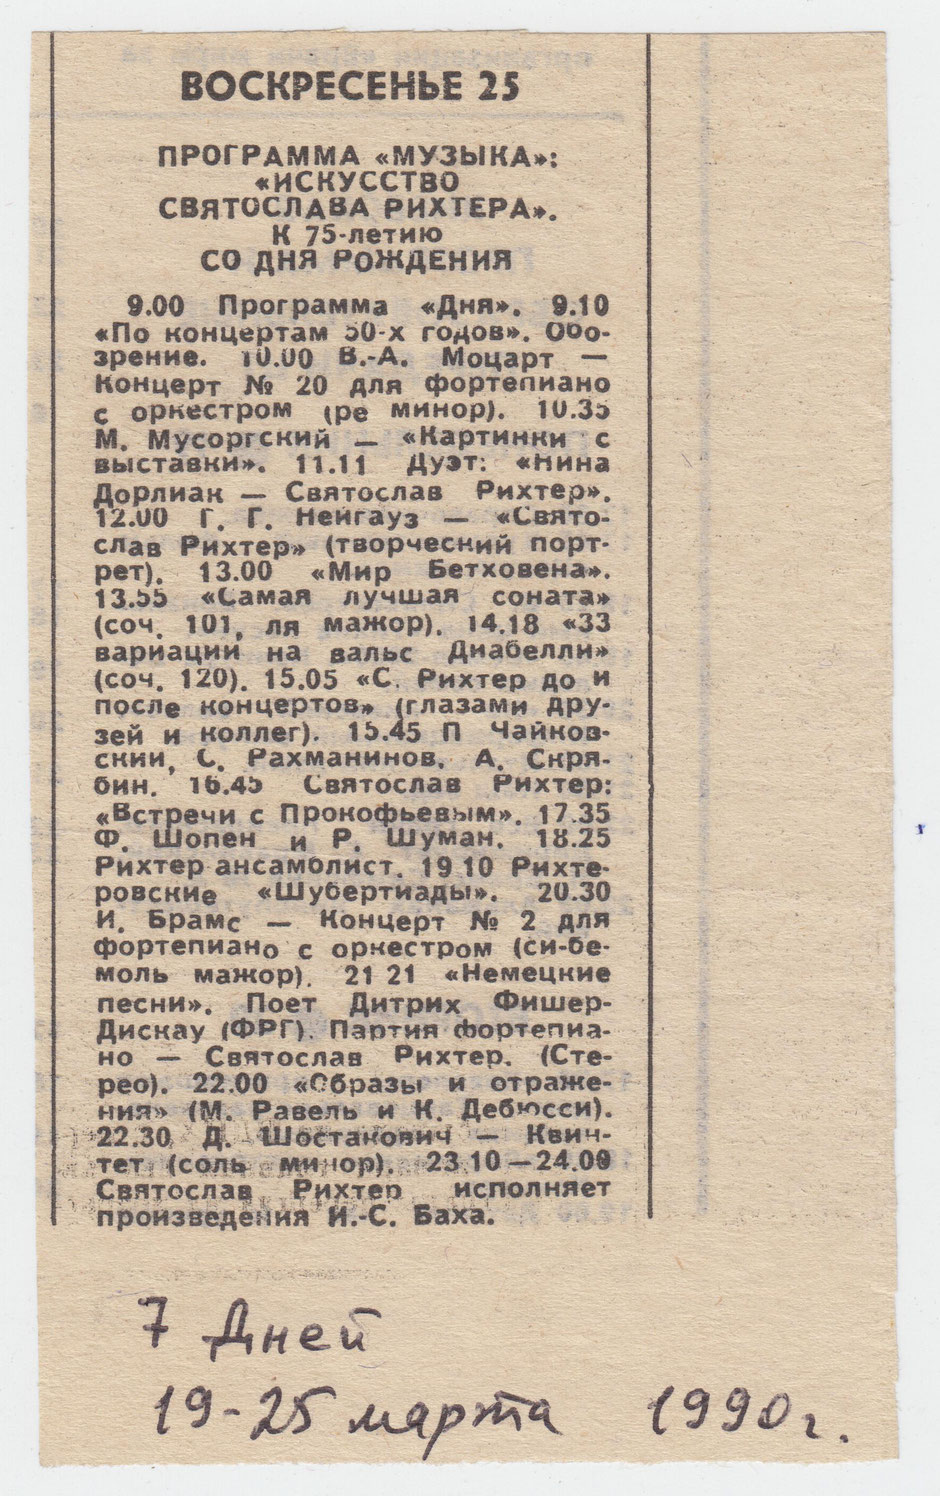 ВОСКРЕСЕНЬЕ 25
ПРОГРАММА «МУЗЫКА»:
«ИСКУССТВО
СВЯТОСЛАВА РИХТЕРА».
К 75-летию
СО ДНЯ РОЖДЕНИЯ
9.00 Программа «Дня». 9.10
«По концертам 50-х годов». Обо-
зрение. 10.00 В.-А. Моцарт —
Концерт № 20 для фортепиано
с оркестром (ре минор). 10.35
М. Мусоргский — «Картинки с
выставки». 11.11 Дуэт: «Нина
Дорлиак — Святослав Рихтер».
12.00 Г. Г. Нейгауз — «Свято-
слав Рихтер» (творческий порт-
рет). 13.00 «Мир Бетховена».
13.55 «Самая лучшая соната»
(соч. 101, ля мажор). 14.18 «33
вариации на вальс Диабелли»
(соч. 120). 15.05 «С. Рихтер до и
после концертов» (глазами дру-
зей и коллег). 15.45 П Чайков-
скии, С. Рахманинов. А. Скря-
бин. 16.45 Святослав Рихтер:
«Встречи с Прокофьевым». 17.35
Ф. Шопен и Р. Шуман. 18.25
Рихтер-ансамблист. 19 10 Рихте-
ровские «Шубертиады». 20.30
И. Брамс — Концерт № 2 для
фортепиано с оркестром (си-бе-
моль мажор). 21 21 «Немецкие
песни». Поет Дитрих Фишер-
Дискау (ФРГ). Партия фортепиа-
но — Святослав Рихтер. (Сте-
рео). 22.00 «Образы и отраже-
ния» (М. Равель и К. Дебюсси).
22.30 Д. Шостакович — Квин-
тет (соль минор). 23 10—24.00
Святослав Рихтер исполняет
произведения И.-С. Баха.
7 Дней
19-25 марта 1990 г.